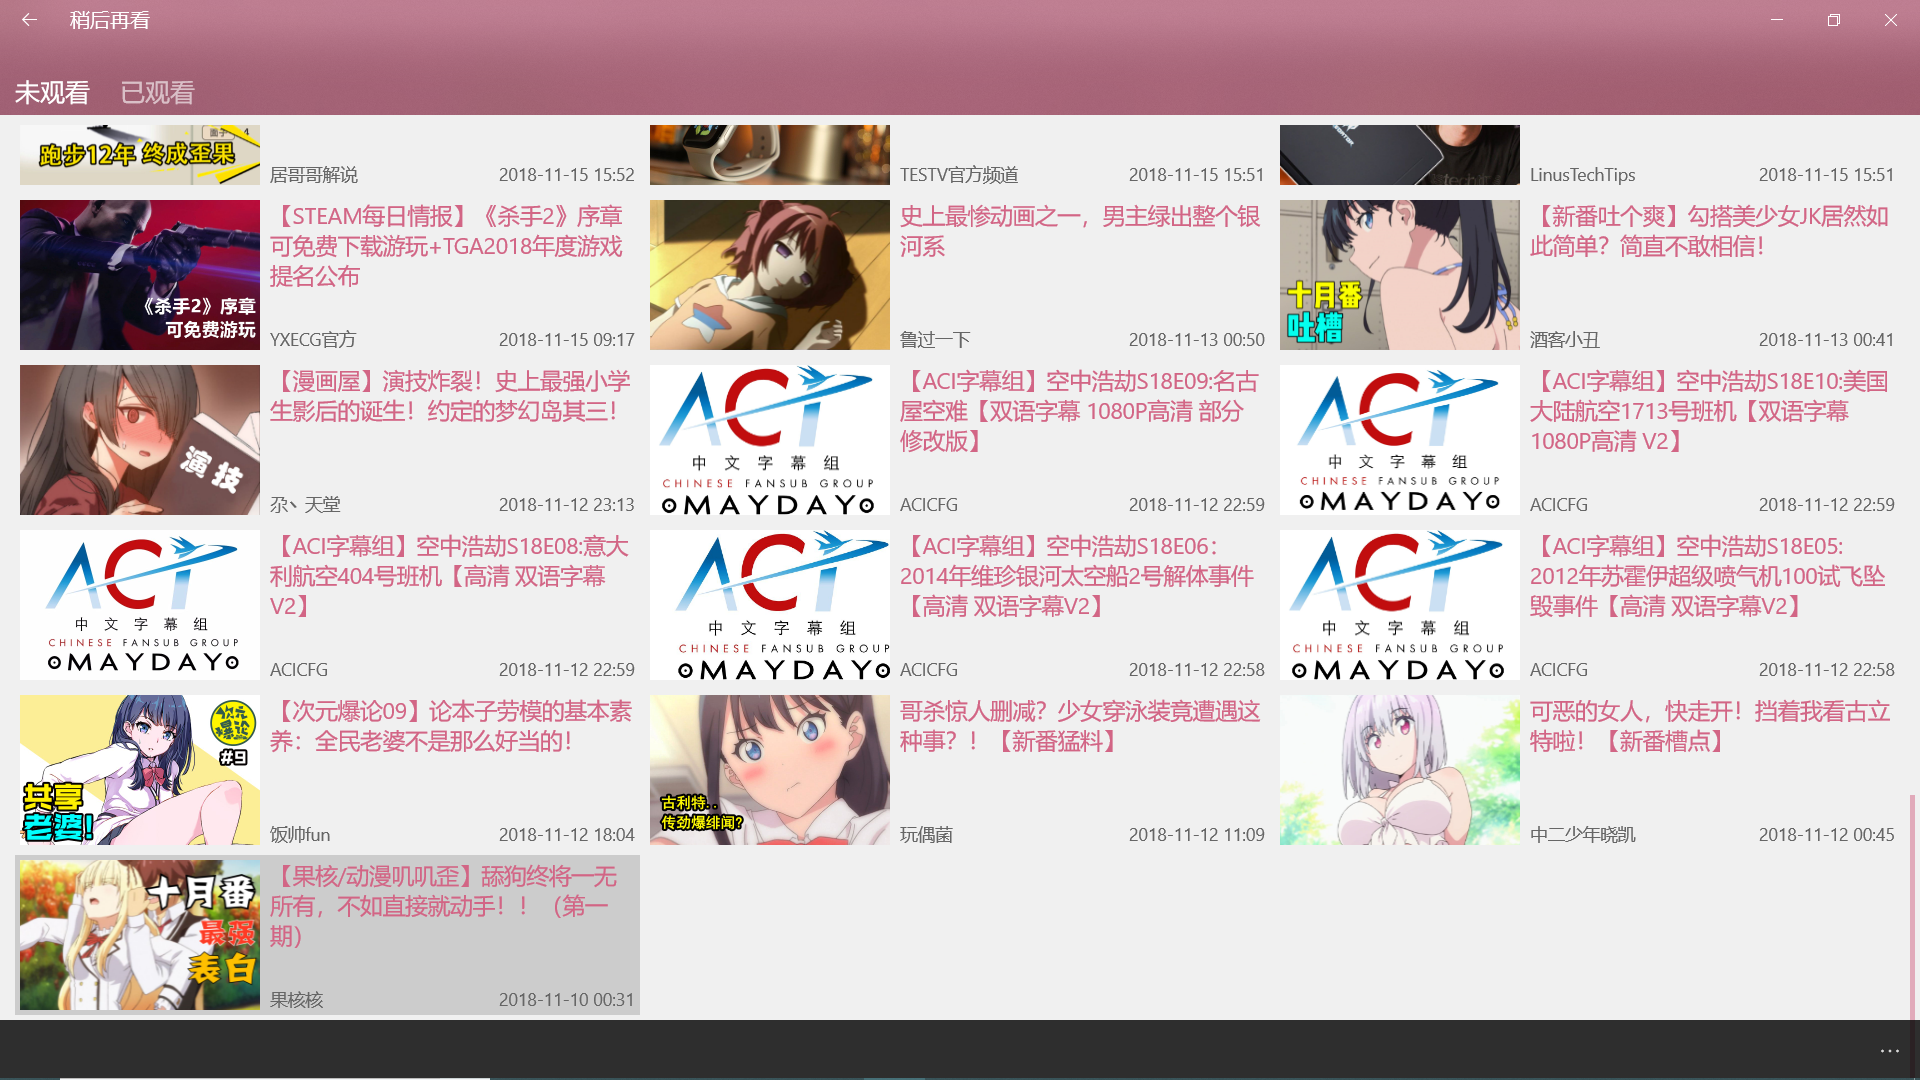 稍后再看
未观看
已观看
跑步12年 终成歪果
居哥哥解说
2018-11-15 15:52
TESTV官方频道
2018-11-15 15:51
LinusTechTips
2018-11-15 15:51
《杀手2》序章
可免费游玩
【STEAM每日情报】《杀手2》序章
可免费下载游玩+TGA2018年度游戏
提名公布
YXECG官方
2018-11-15 09:17
史上最惨动画之一，男主绿出整个银
河系
鲁过一下
2018-11-13 00:50
十月番
吐槽
【新番吐个爽】勾搭美少女JK居然如
此简单？简直不敢相信！
酒客小丑
2018-11-13 00:41
演技
【漫画屋】演技炸裂！史上最强小学
生影后的诞生！约定的梦幻岛其三！
尕丶天堂
2018-11-12 23:13
ACI
中文字幕组
CHINESE FANSUB GROUP
MAYDAY
【ACI字幕组】空中浩劫S18E09:名古
屋空难【双语字幕 1080P高清 部分
修改版】
ACICFG
2018-11-12 22:59
ACI
中文字幕组
CHINESE FANSUB GROUP
MAYDAY
【ACI字幕组】空中浩劫S18E10:美国
大陆航空1713号班机【双语字幕
1080P高清 V2】
ACICFG
2018-11-12 22:59
ACI
中文字幕组
CHINESE FANSUB GROUP
MAYDAY
【ACI字幕组】空中浩劫S18E08:意大
利航空404号班机【高清 双语字幕
V2】
ACICFG
2018-11-12 22:59
ACI
中文字幕组
CHINESE FANSUB GROUP
MAYDAY
【ACI字幕组】空中浩劫S18E06：
2014年维珍银河太空船2号解体事件
【高清 双语字幕V2】
ACICFG
2018-11-12 22:58
ACI
中文字幕组
CHINESE FANSUB GROUP
MAYDAY
【ACI字幕组】空中浩劫S18E05:
2012年苏霍伊超级喷气机100试飞坠
毁事件【高清 双语字幕V2】
ACICFG
2018-11-12 22:58
次元
爆论
#9
共享
老婆!
【次元爆论09】论本子劳模的基本素
养：全民老婆不是那么好当的！
饭帅fun
2018-11-12 18:04
古利特..
传劲爆绯闻?
哥杀惊人删减？少女穿泳装竟遭遇这
种事？！【新番猛料】
玩偶菌
2018-11-12 11:09
可恶的女人，快走开！挡着我看古立
特啦！【新番槽点】
中二少年晓凯
2018-11-12 00:45
十月番
最强
表白
【果核/动漫叽叽歪】舔狗终将一无
所有，不如直接就动手！！（第一
期）
果核核
2018-11-10 00:31